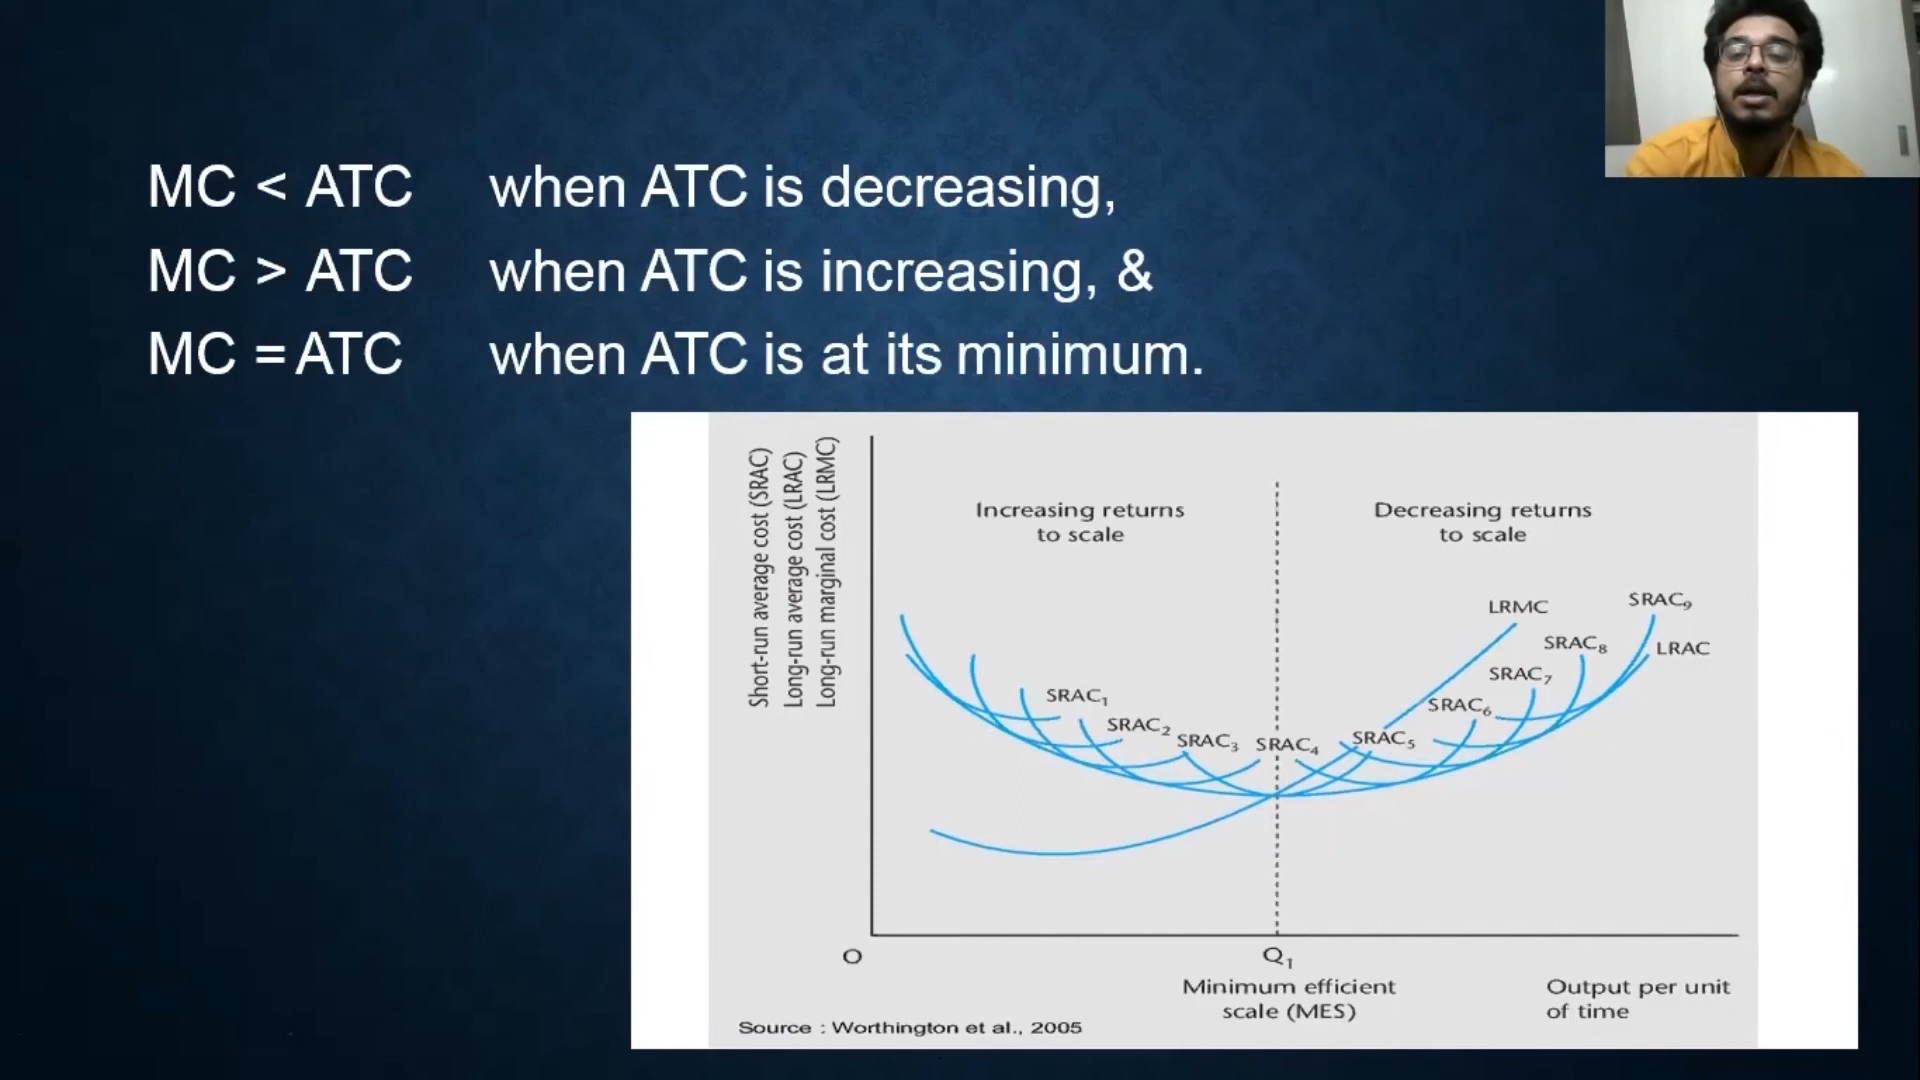 MC < ATC when ATC is decreasing,
MC > ATC when ATC is increasing, &
MC = ATC when ATC is at its minimum.
Short-run average cost (SRAC)
Long-run average cost (LRAC)
Long-run marginal cost (LRMC)
Increasing returns
to scale
Decreasing returns
to scale
LRMC
SRAC₉
SRAC₈
LRAC
SRAC₇
SRAC₁
SRAC₆
SRAC₂
SRAC₃
SRAC₄
SRAC₅
O
Q₁
Minimum efficient
scale (MES)
Output per unit
of time
Source : Worthington et al., 2005